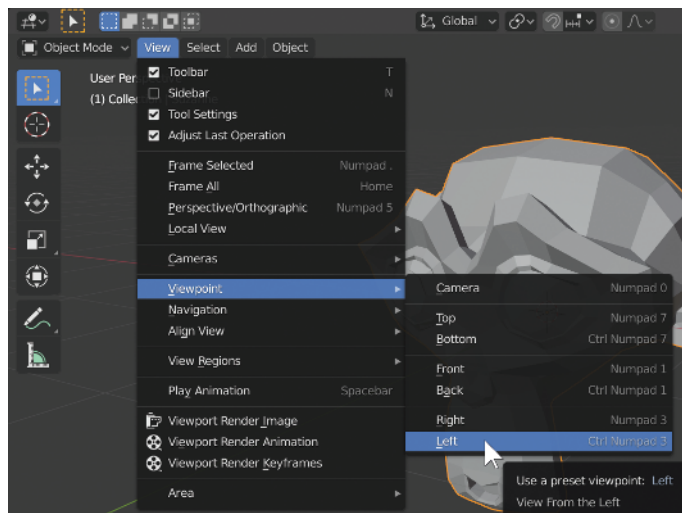 Global
Object Mode View Select Add Object
User Per
(1) Colle
Toolbar T
Sidebar N
Tool Settings
Adjust Last Operation
Frame Selected Numpad .
Frame All Home
Perspective/Orthographic Numpad 5
Local View
Cameras
Viewpoint
Navigation
Align View
View Regions
Play Animation Spacebar
Viewport Render Image
Viewport Render Animation
Viewport Render Keyframes
Area
Camera Numpad 0
Top Numpad 7
Bottom Ctrl Numpad 7
Front Numpad 1
Back Ctrl Numpad 1
Right Numpad 3
Left Ctrl Numpad 3
Use a preset viewpoint: Left
View From the Left